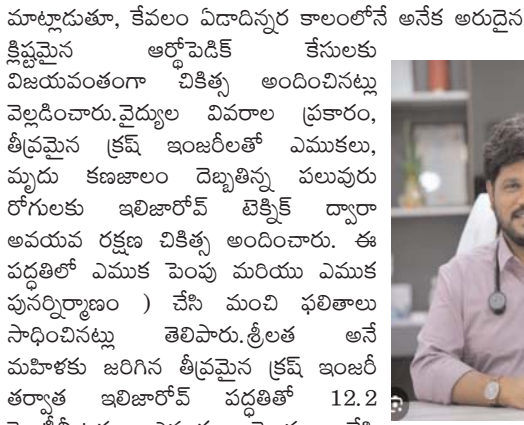 మాట్లాడుతూ, కేవలం ఏడాదిన్నర కాలంలోనే అనేక అరుదైన
క్లిష్టమైన ఆర్థోపెడిక్ కేసులకు
విజయవంతంగా చికిత్స అందించినట్లు
వెల్లడించారు.వైద్యుల వివరాల ప్రకారం,
తీవ్రమైన క్రష్ ఇంజరీలతో ఎముకలు,
మృదు కణజాలం దెబ్బతిన్న పలువురు
రోగులకు ఇలిజారోవ్ టెక్నిక్ ద్వారా
అవయవ రక్షణ చికిత్స అందించారు. ఈ
పద్ధతిలో ఎముక పెంపు మరియు ఎముక
పునర్నిర్మాణం ) చేసి మంచి ఫలితాలు
సాధించినట్లు తెలిపారు.శ్రీలత అనే
మహిళకు జరిగిన తీవ్రమైన క్రష్ ఇంజరీ
తర్వాత ఇలిజారోవ్ పద్ధతితో 12.2